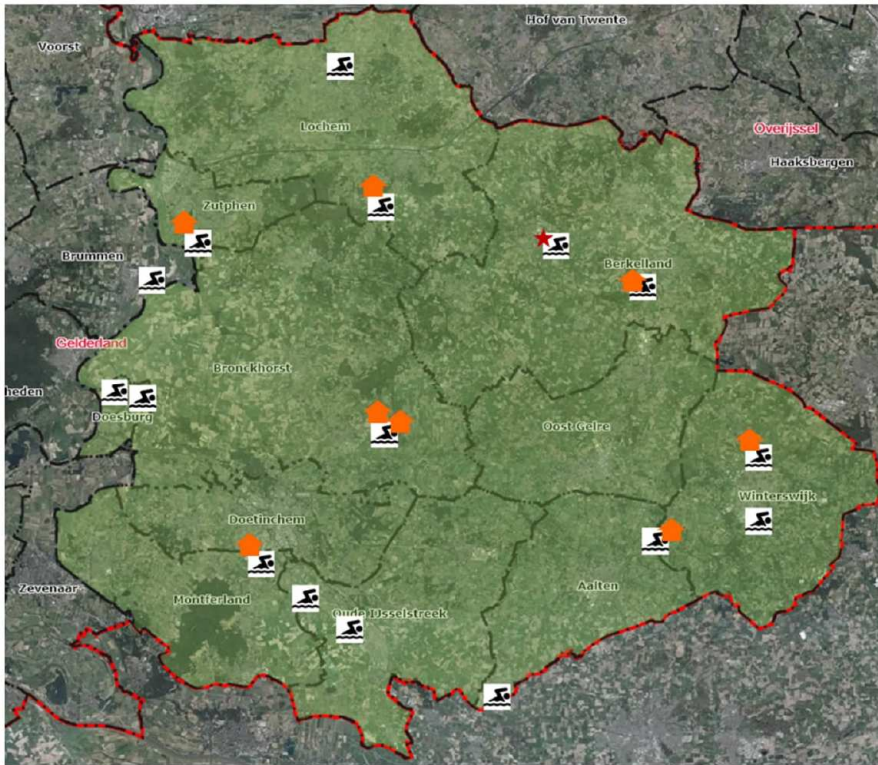 Hof van Twente
Voorst
Lochem
Overijssel
Haaksbergen
Zutphen
Brummen
Berkelland
Gelderland
Bronckhorst
heden
Doesburg
Oost Gelre
Winterswijk
Doetinchem
Zevenaar
Montferland
Aalten
Oude IJsselstreek